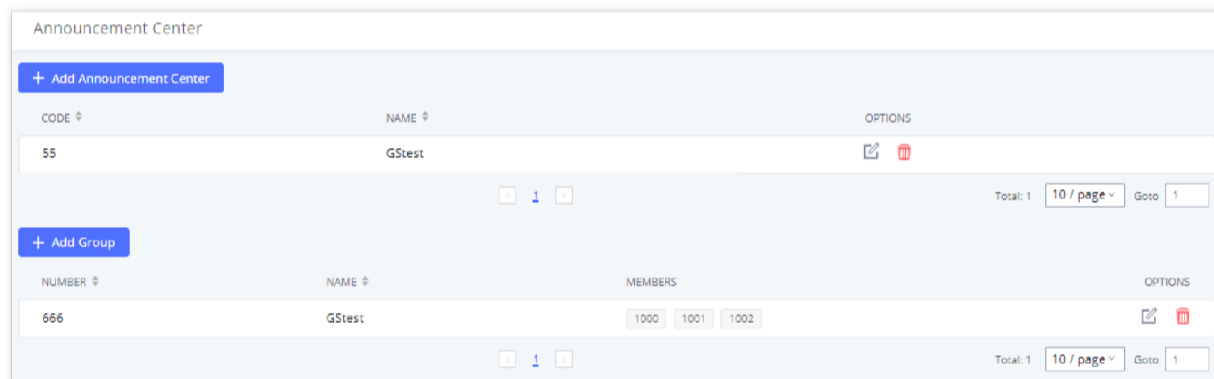 Announcement Center
+ Add Announcement Center
CODE NAME OPTIONS
55 GStest
< 1 > Total: 1 10 / page Goto 1
+ Add Group
NUMBER NAME MEMBERS OPTIONS
666 GStest 1000 1001 1002
< 1 > Total: 1 10 / page Goto 1